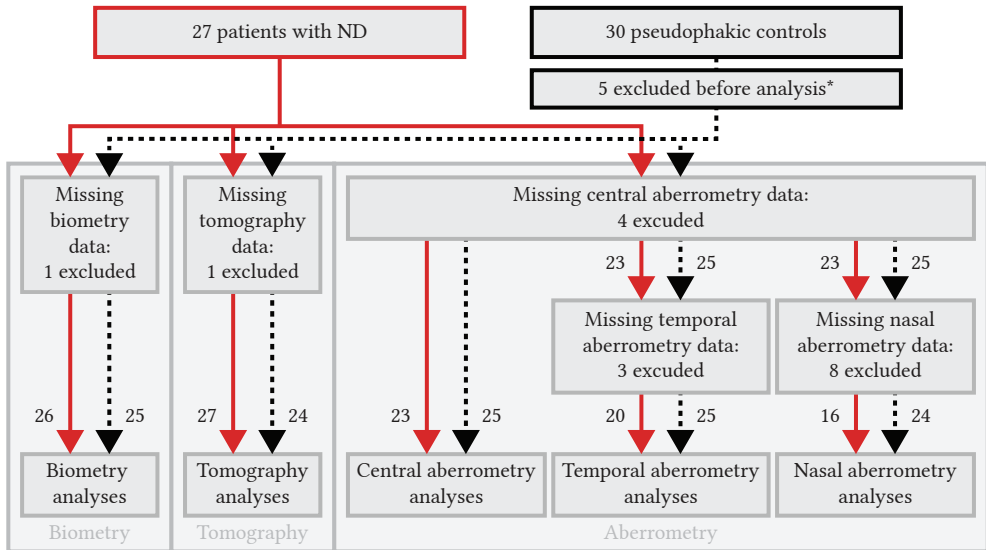 27 patients with ND
30 pseudophakic controls
5 excluded before analysis*
Missing
biometry
data:
1 excluded
Missing
tomography
data:
1 excluded
Missing central aberrometry data:
4 excuded
23
25
23
25
Missing temporal
aberrometry data:
3 excuded
Missing nasal
aberrometry data:
8 excluded
26
25
27
24
23
25
20
25
16
24
Biometry
analyses
Tomography
analyses
Central aberrometry
analyses
Temporal aberrometry
analyses
Nasal aberrometry
analyses
Biometry
Tomography
Aberrometry